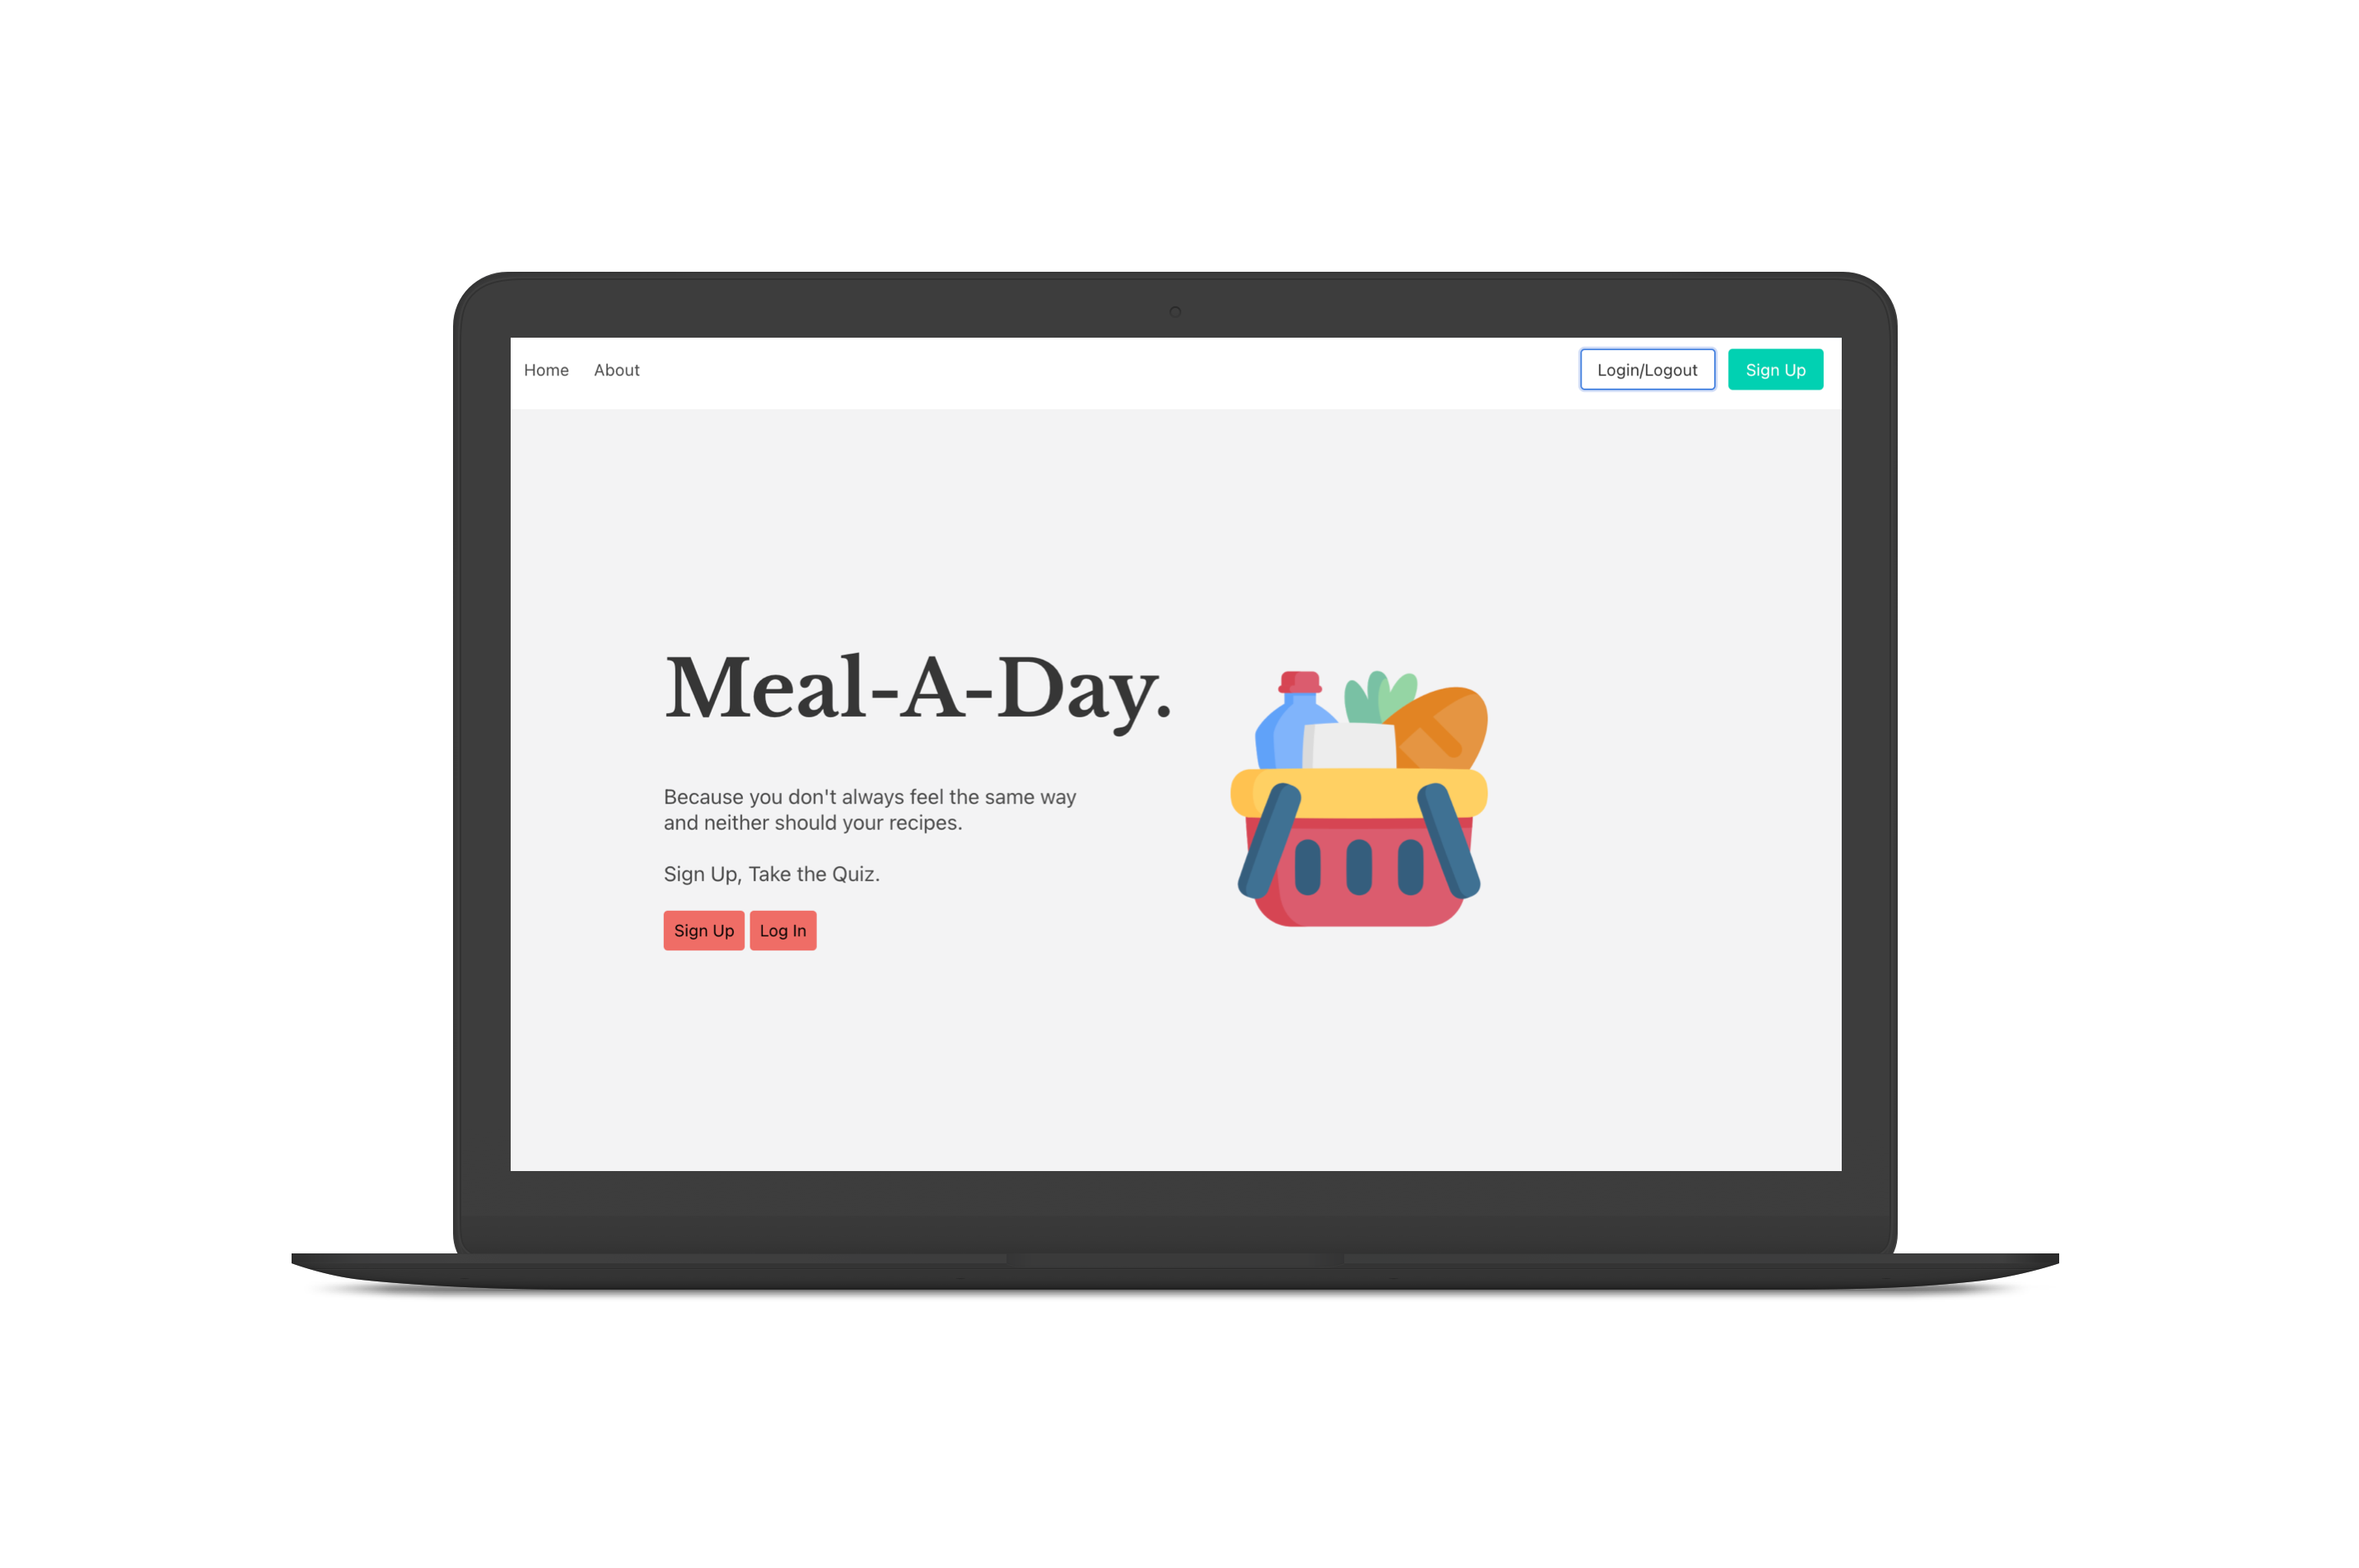 Home About Login/Logout Sign Up
Meal-A-Day.
Because you don't always feel the same way
and neither should your recipes.
Sign Up, Take the Quiz.
Sign Up Log In